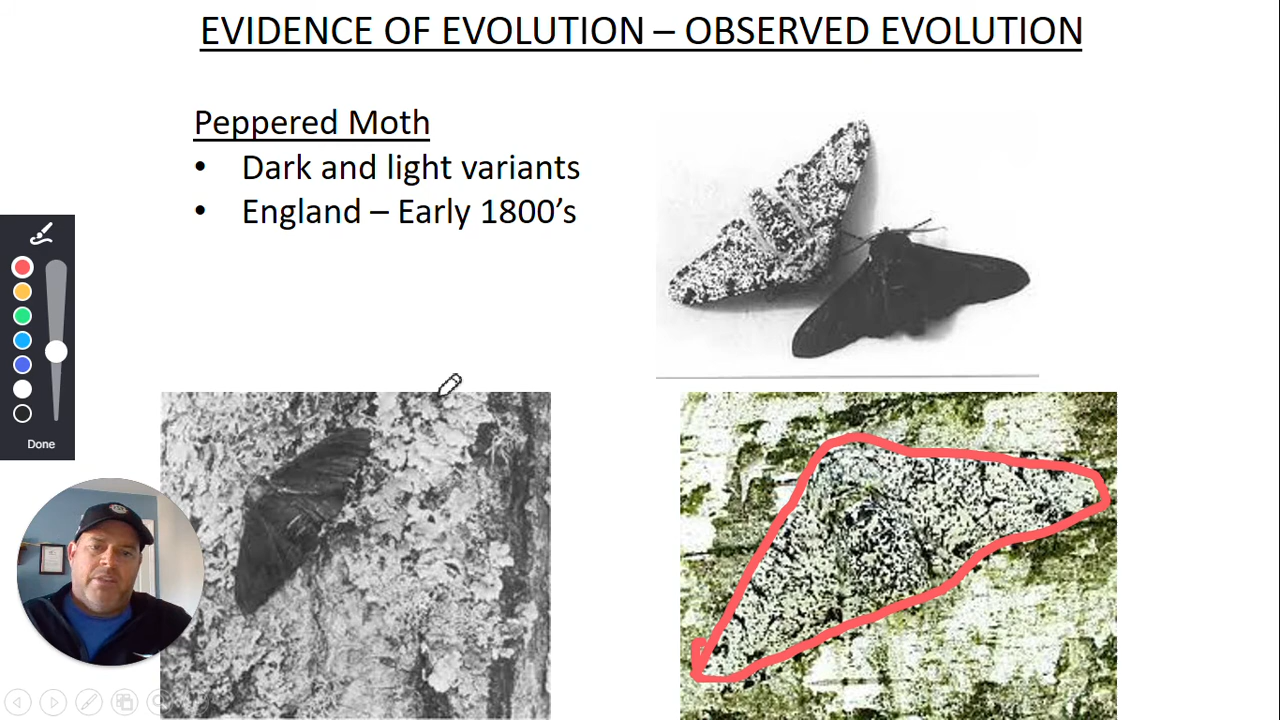 EVIDENCE OF EVOLUTION – OBSERVED EVOLUTION
Peppered Moth
• Dark and light variants
• England – Early 1800’s
Done